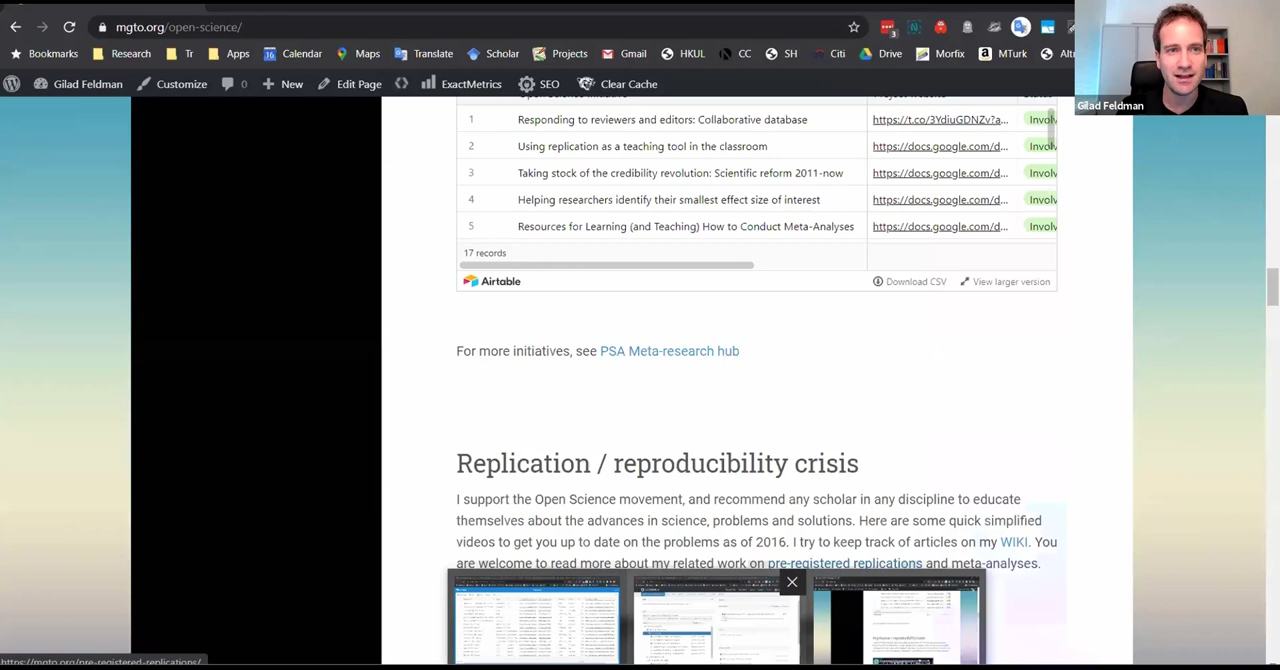 mgto.org/open-science/
Bookmarks Research Tr Apps Calendar Maps Translate Scholar Projects Gmail HKUL CC SH Citi Drive Morfix MTurk
Gilad Feldman Customize 0 New Edit Page ExactMetrics SEO Clear Cache
Gilad Feldman
1 Responding to reviewers and editors: Collaborative database https://t.co/3YdiuGDNZv?a... Involv
2 Using replication as a teaching tool in the classroom https://docs.google.com/d... Involv
3 Taking stock of the credibility revolution: Scientific reform 2011-now https://docs.google.com/d... Involv
4 Helping researchers identify their smallest effect size of interest https://docs.google.com/d... Involv
5 Resources for Learning (and Teaching) How to Conduct Meta-Analyses https://docs.google.com/d... Involv
17 records
Airtable Download CSV View larger version
For more initiatives, see PSA Meta-research hub
Replication / reproducibility crisis
I support the Open Science movement, and recommend any scholar in any discipline to educate
themselves about the advances in science, problems and solutions. Here are some quick simplified
videos to get you up to date on the problems as of 2016. I try to keep track of articles on my WIKI. You
are welcome to read more about my related work on pre-registered replications and meta-analyses.
https://mgto.org/pre-registered-replications/